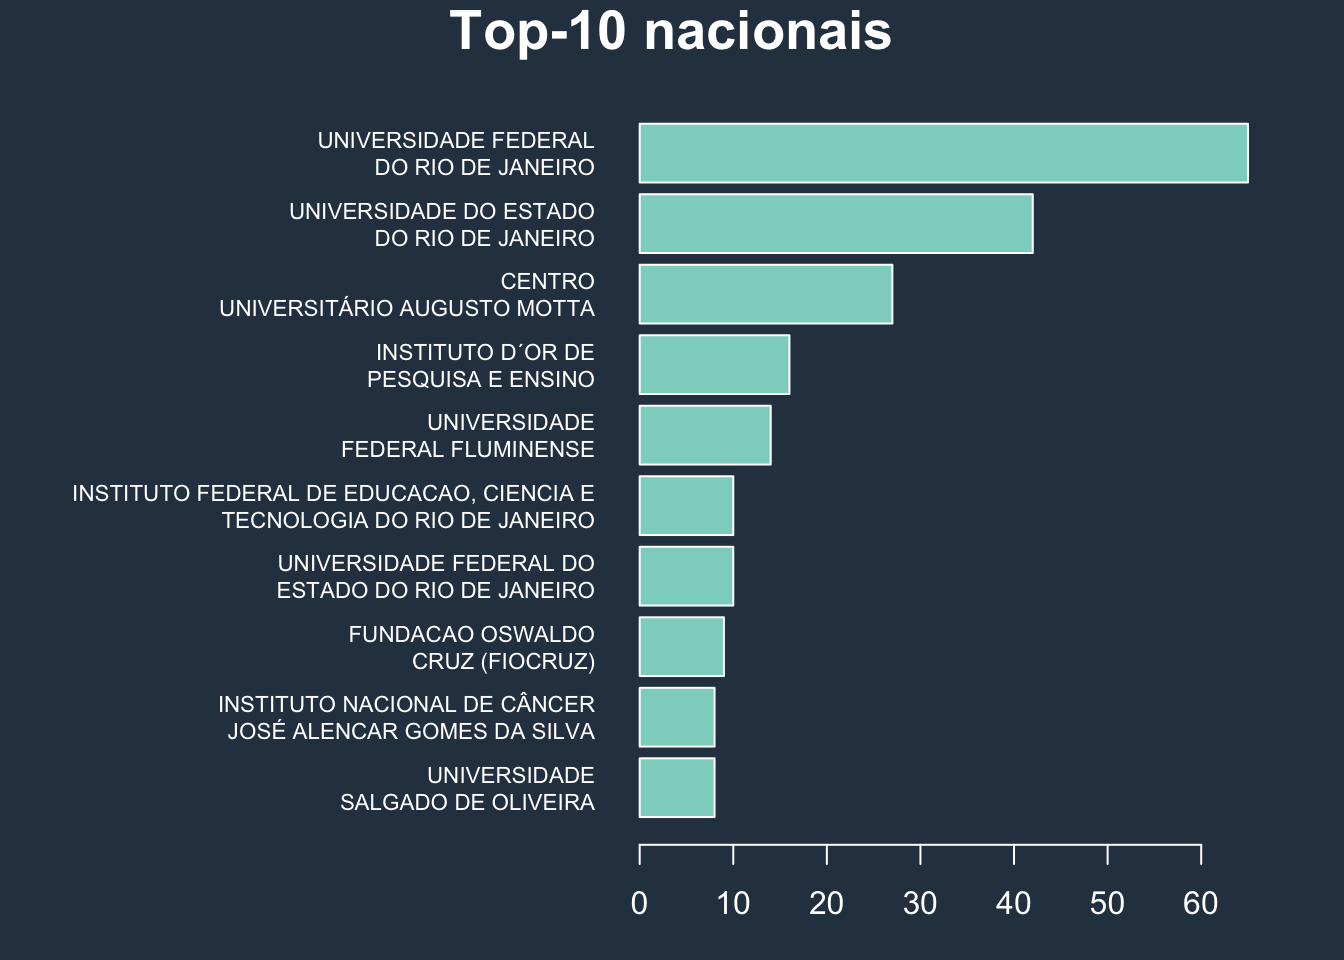 Top-10 nacionais
UNIVERSIDADE FEDERAL
DO RIO DE JANEIRO
UNIVERSIDADE DO ESTADO
DO RIO DE JANEIRO
CENTRO
UNIVERSITÁRIO AUGUSTO MOTTA
INSTITUTO D´OR DE
PESQUISA E ENSINO
UNIVERSIDADE
FEDERAL FLUMINENSE
INSTITUTO FEDERAL DE EDUCACAO, CIENCIA E
TECNOLOGIA DO RIO DE JANEIRO
UNIVERSIDADE FEDERAL DO
ESTADO DO RIO DE JANEIRO
FUNDACAO OSWALDO
CRUZ (FIOCRUZ)
INSTITUTO NACIONAL DE CÂNCER
JOSÉ ALENCAR GOMES DA SILVA
UNIVERSIDADE
SALGADO DE OLIVEIRA
0 10 20 30 40 50 60